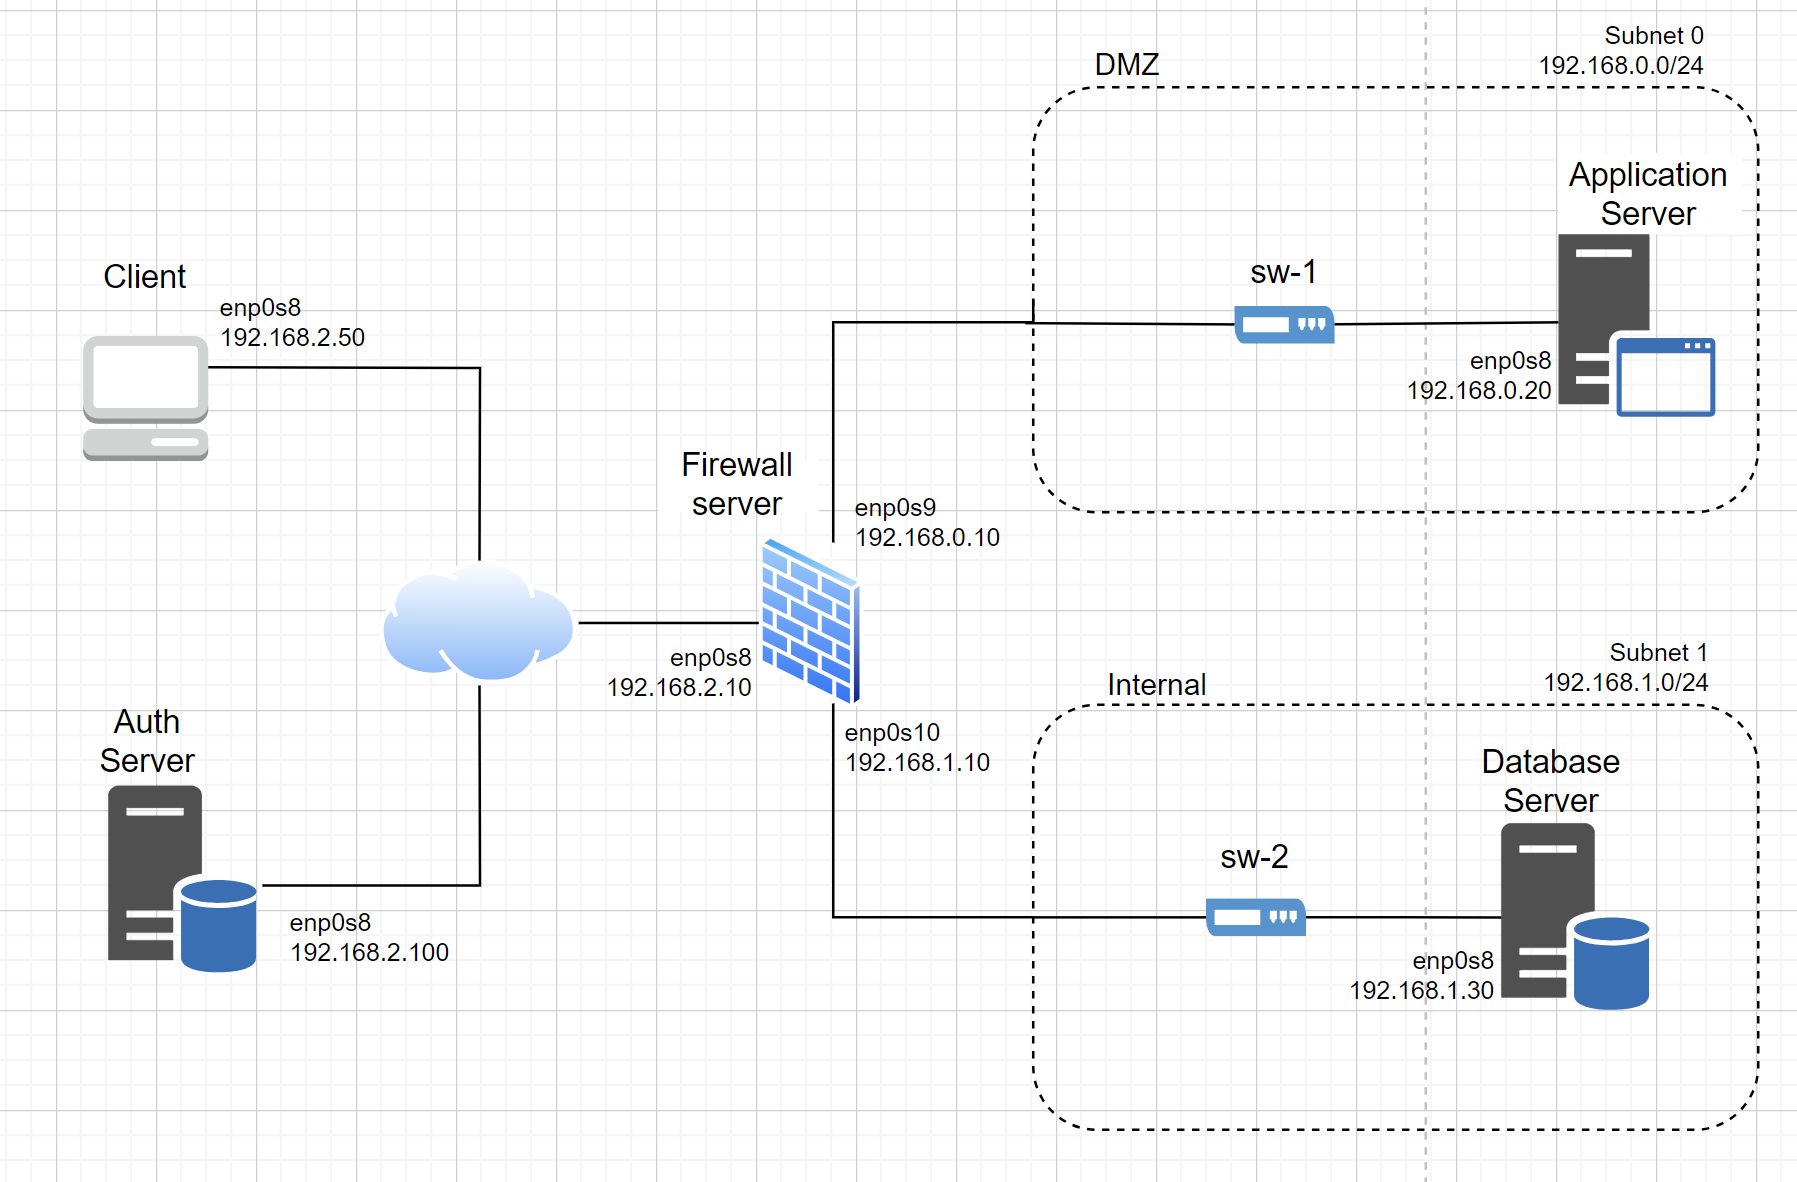 Subnet 0
192.168.0.0/24
DMZ
Application
Server
sw-1
enp0s8
192.168.0.20
Client
enp0s8
192.168.2.50
Firewall
server
enp0s9
192.168.0.10
enp0s8
192.168.2.10
enp0s10
192.168.1.10
Auth
Server
enp0s8
192.168.2.100
Subnet 1
192.168.1.0/24
Internal
Database
Server
sw-2
enp0s8
192.168.1.30